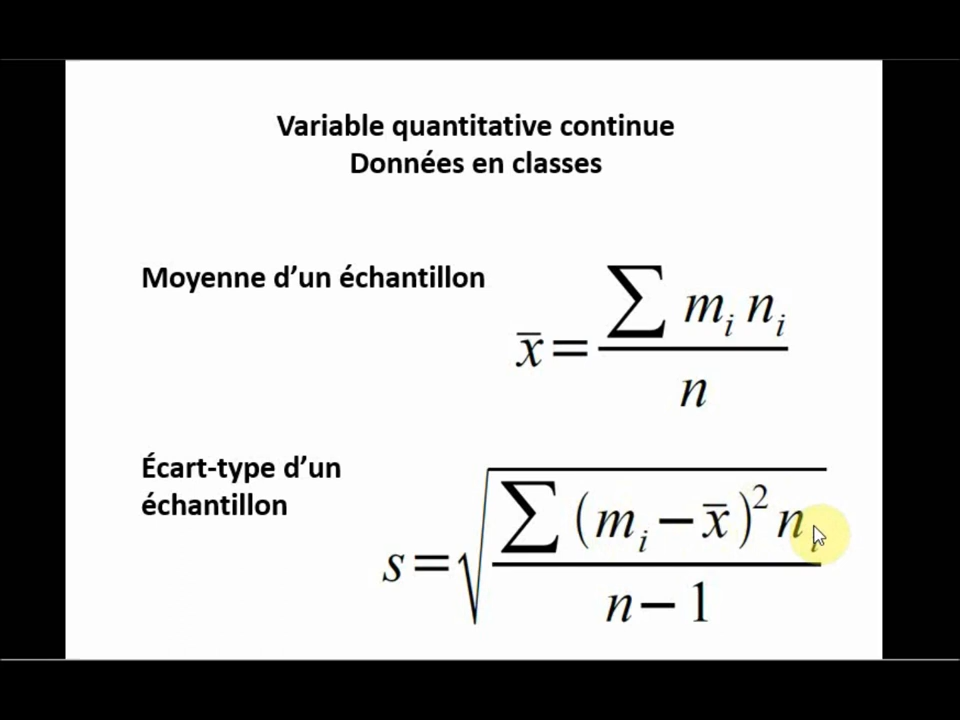 Variable quantitative continue
Données en classes
Moyenne d’un échantillon
x̄ = ∑ mᵢ nᵢ / n
Écart-type d’un
échantillon
s = √(∑ (mᵢ − x̄)² nᵢ / (n − 1))